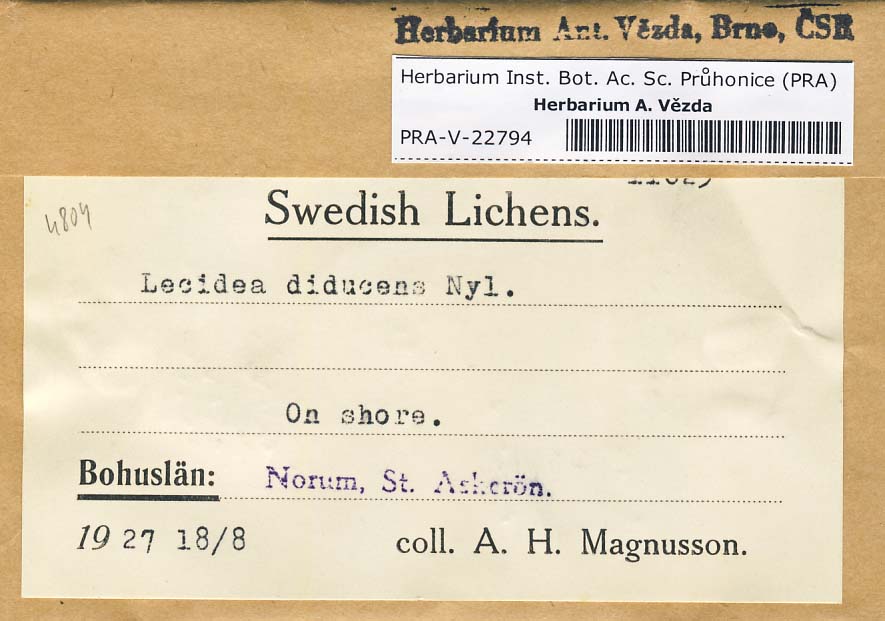 Herbarium Ant. Vězda, Brno, ČSR
Herbarium Inst. Bot. Ac. Sc. Průhonice (PRA)
Herbarium A. Vězda
PRA-V-22794
4804
Swedish Lichens.
Lecidea diducens Nyl.
On shore.
Bohuslän: Norum, St. Askerön.
1927 18/8 coll. A. H. Magnusson.